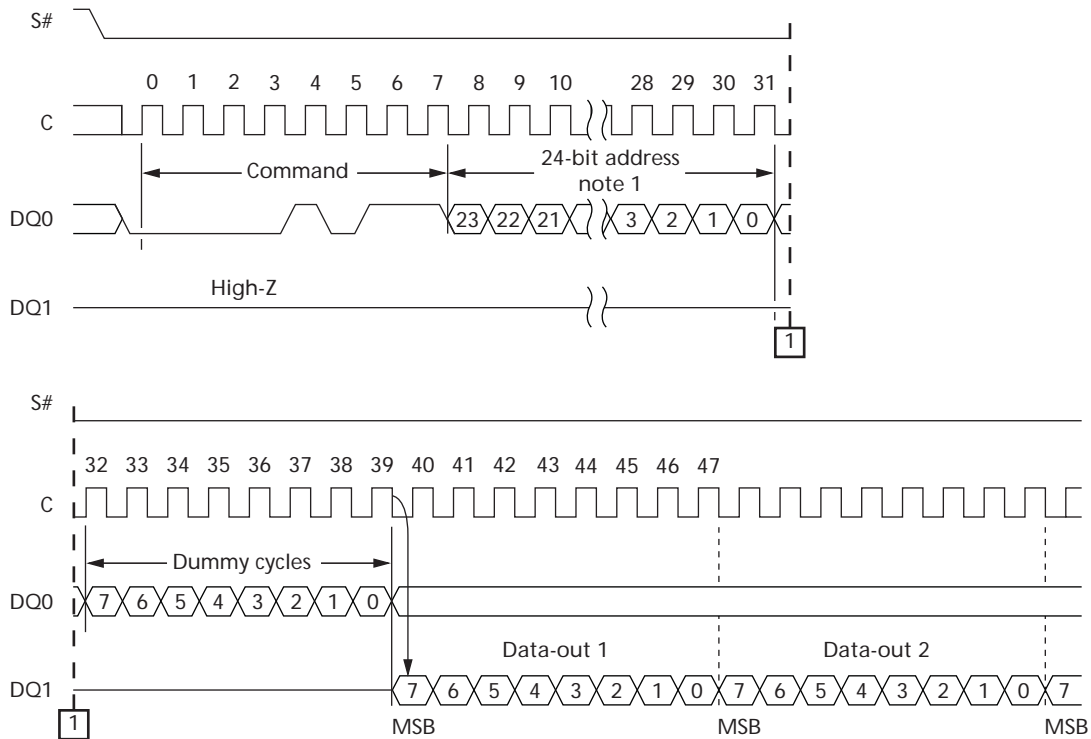 S#
0 1 2 3 4 5 6 7 8 9 10 28 29 30 31
C
Command
24-bit address
note 1
DQ0
23 22 21 3 2 1 0
High-Z
DQ1
1
S#
32 33 34 35 36 37 38 39 40 41 42 43 44 45 46 47
C
Dummy cycles
DQ0
7 6 5 4 3 2 1 0
Data-out 1 Data-out 2
DQ1
7 6 5 4 3 2 1 0 7 6 5 4 3 2 1 0 7
1
MSB MSB MSB